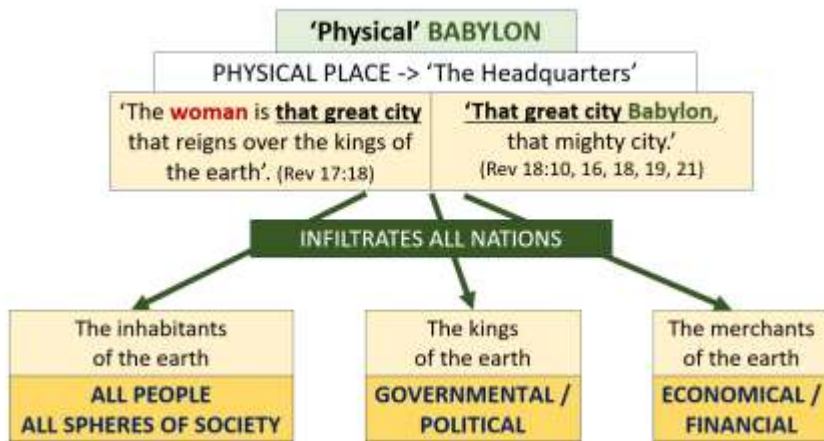 'Physical' BABYLON
PHYSICAL PLACE -> 'The Headquarters'
'The woman is that great city
that reigns over the kings of
the earth'. (Rev 17:18)
'That great city Babylon,
that mighty city.'
(Rev 18:10, 16, 18, 19, 21)
INFILTRATES ALL NATIONS
The inhabitants
of the earth
ALL PEOPLE
ALL SPHERES OF SOCIETY
The kings
of the earth
GOVERNMENTAL /
POLITICAL
The merchants
of the earth
ECONOMICAL /
FINANCIAL